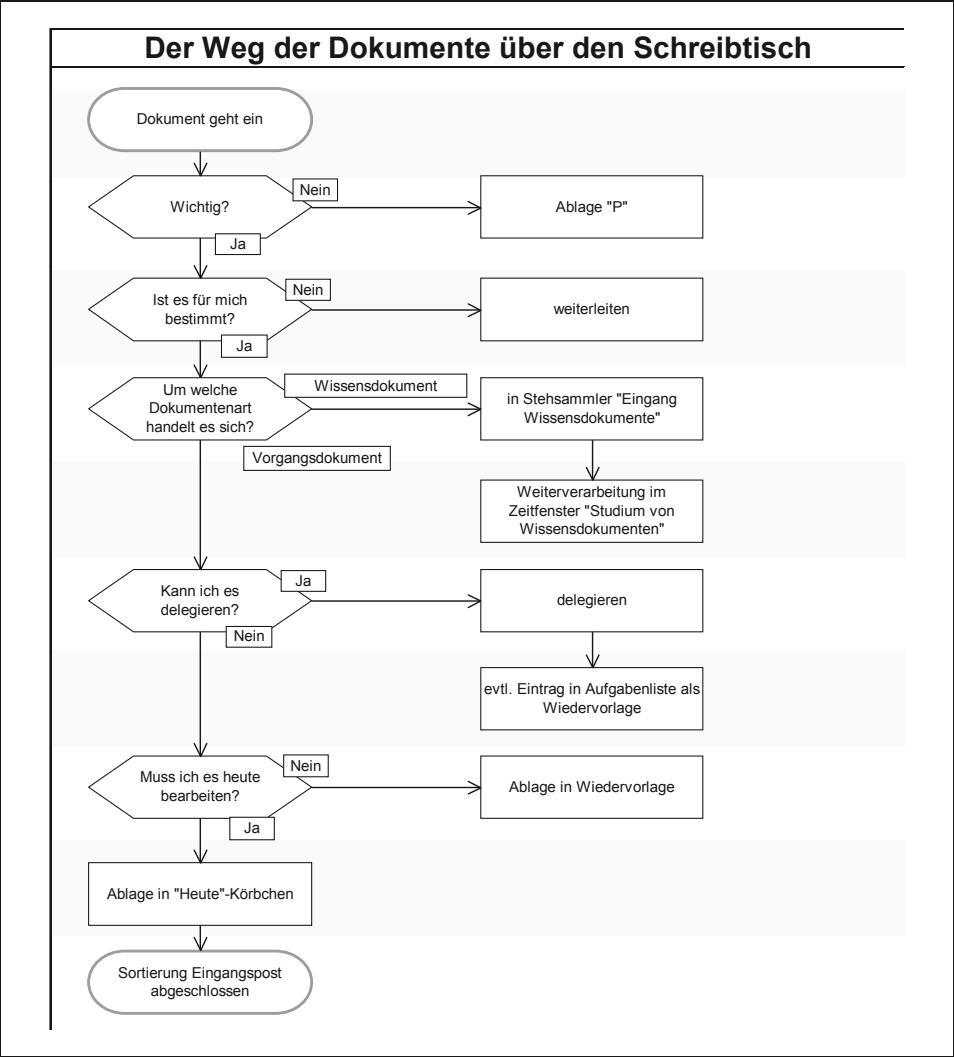 Der Weg der Dokumente über den Schreibtisch
Dokument geht ein
Nein
Wichtig?
Ablage "P"
Ja
Nein
Ist es für mich
bestimmt?
weiterleiten
Ja
Wissensdokument
Um welche
Dokumentenart
handelt es sich?
in Stehsammler "Eingang
Wissensdokumente"
Vorgangsdokument
Weiterverarbeitung im
Zeitfenster "Studium von
Wissensdokumenten"
Ja
Kann ich es
delegieren?
delegieren
Nein
evtl. Eintrag in Aufgabenliste als
Wiedervorlage
Nein
Muss ich es heute
bearbeiten?
Ablage in Wiedervorlage
Ja
Ablage in "Heute"-Körbchen
Sortierung Eingangspost
abgeschlossen